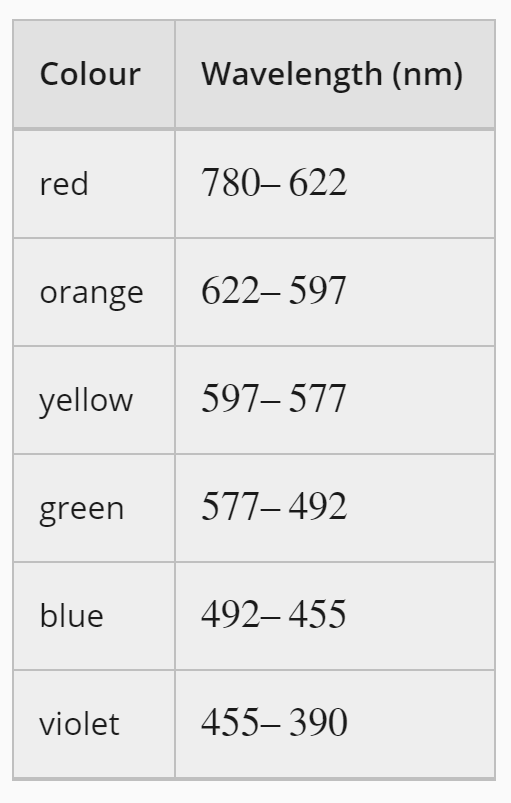 Colour Wavelength (nm)
red 780– 622
orange 622– 597
yellow 597– 577
green 577– 492
blue 492– 455
violet 455– 390